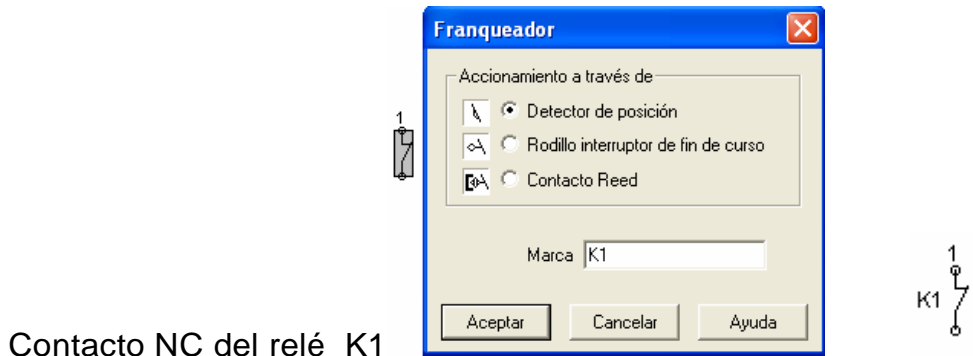 Franqueador
Accionamiento a través de
1
Detector de posición
Rodillo interruptor de fin de curso
Contacto Reed
Marca K1
1
K1
Aceptar Cancelar Ayuda
Contacto NC del relé K1